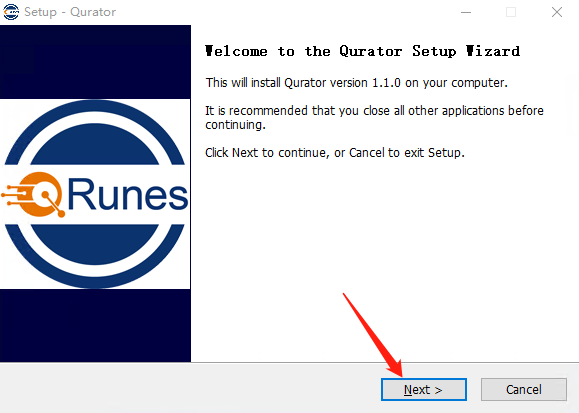 Setup - Qurator
Welcome to the Qurator Setup Wizard
This will install Qurator version 1.1.0 on your computer.
It is recommended that you close all other applications before
continuing.
Click Next to continue, or Cancel to exit Setup.
QRunes
Next >
Cancel